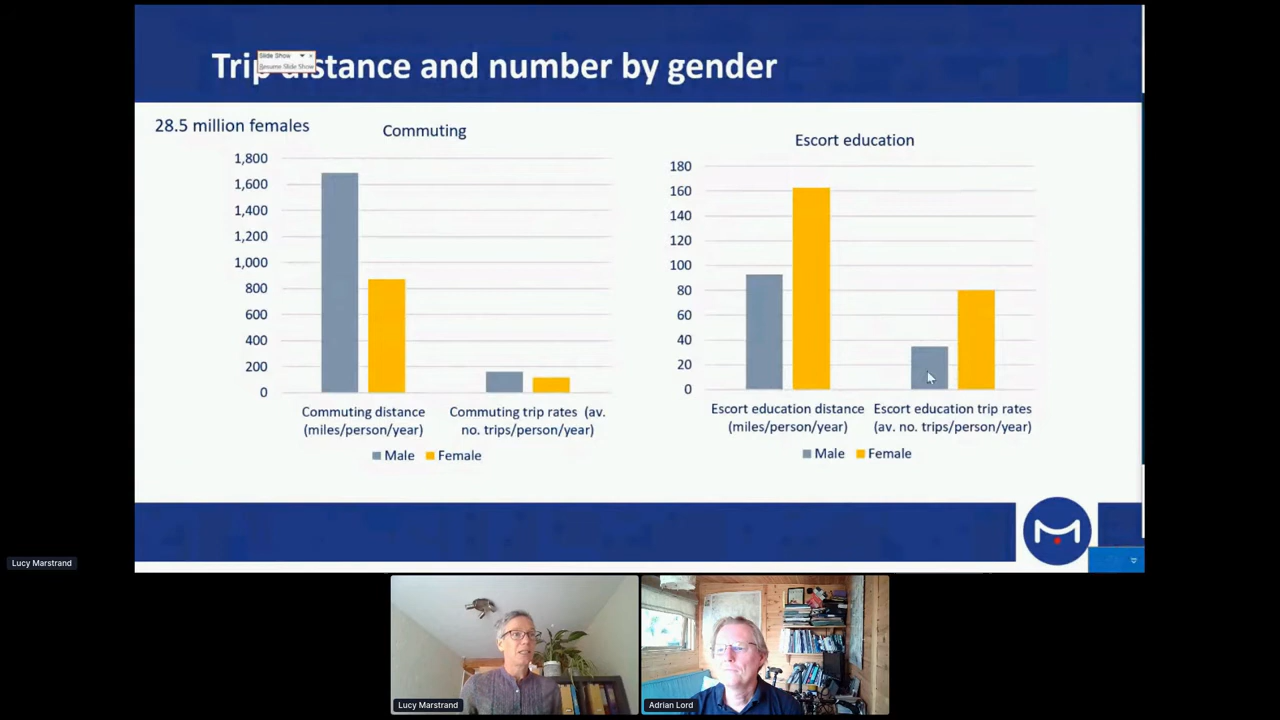 Trip distance and number by gender
Slide Show
Resume Slide Show
28.5 million females
Commuting
1,800
1,600
1,400
1,200
1,000
800
600
400
200
0
Commuting distance
(miles/person/year)
Commuting trip rates (av.
no. trips/person/year)
Male
Female
Escort education
180
160
140
120
100
80
60
40
20
0
Escort education distance
(miles/person/year)
Escort education trip rates
(av. no. trips/person/year)
Male
Female
Lucy Marstrand
Lucy Marstrand
Adrian Lord